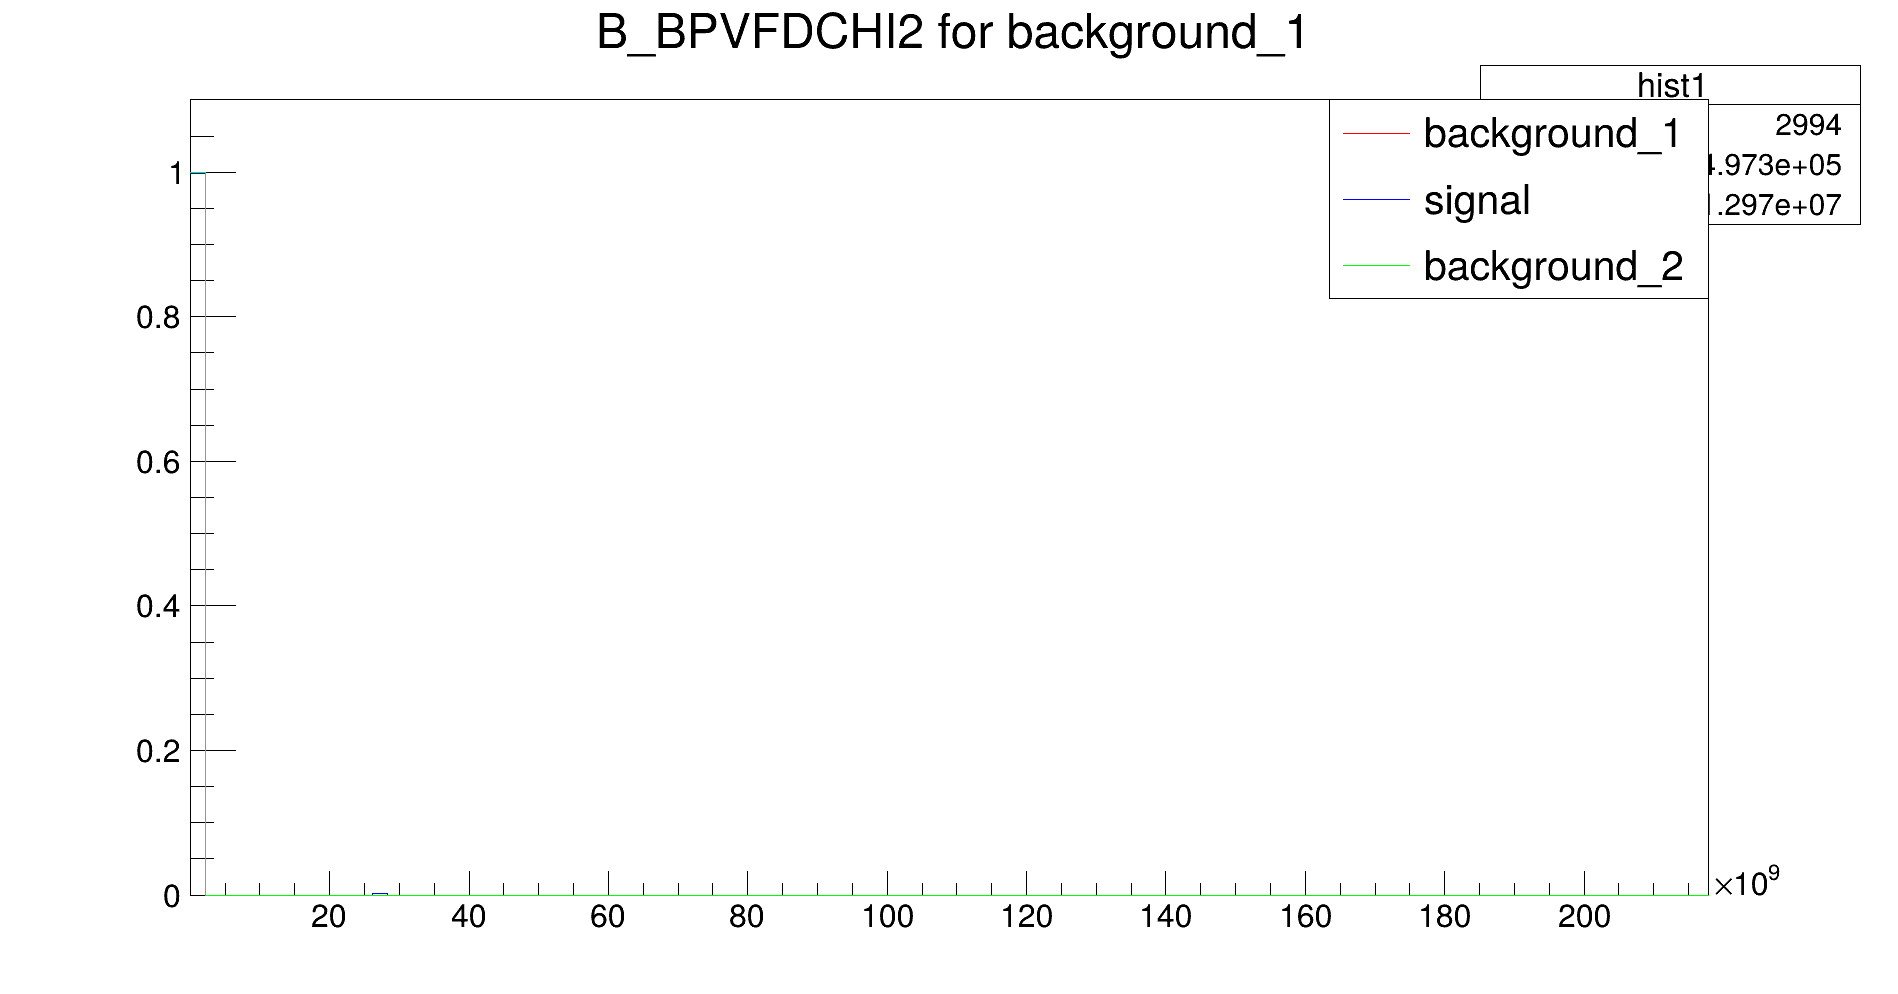 B_BPVFDCHI2 for background_1
hist1
2994
.973e+05
.297e+07
background_1
signal
background_2
1
0.8
0.6
0.4
0.2
0
20 40 60 80 100 120 140 160 180 200
×10⁹